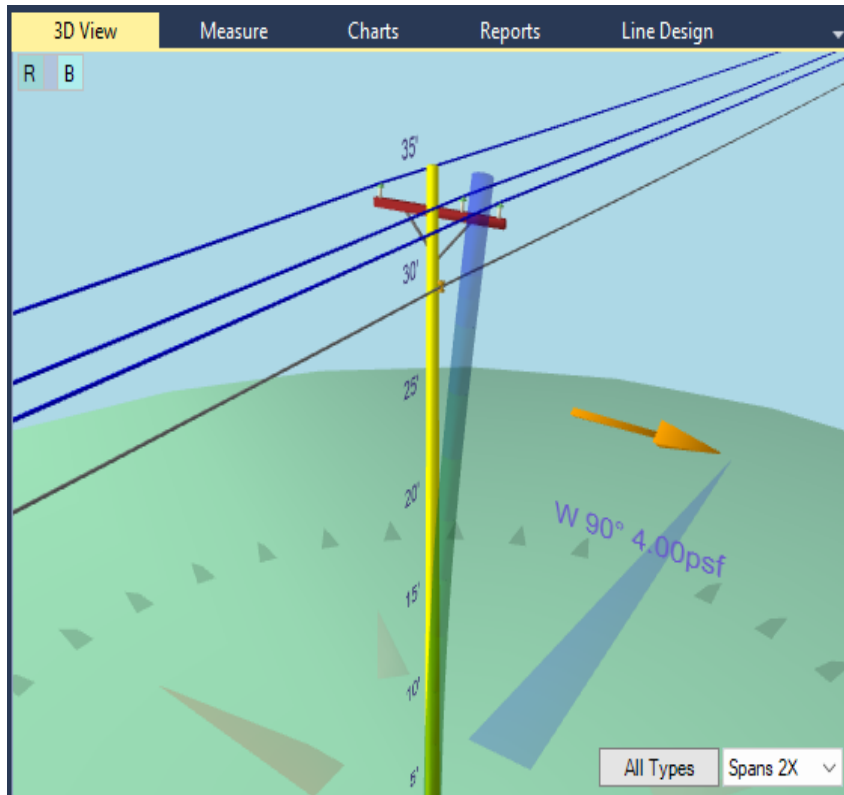 3D View Measure Charts Reports Line Design
R B
35'
30'
25'
20'
W 90° 4.00psf
15'
10'
5'
All Types Spans 2X